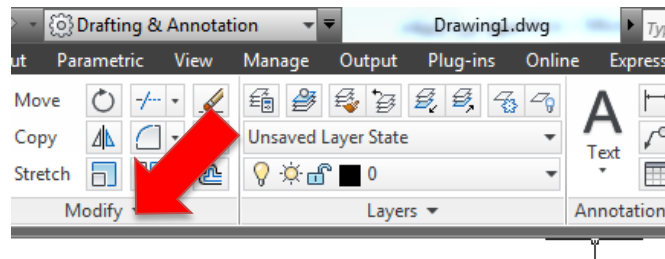 Drafting & Annotation Drawing1.dwg Ty
ut Parametric View Manage Output Plug-ins Online Express
Move
Copy Unsaved Layer State Text
Stretch 0
Modify Layers Annotation